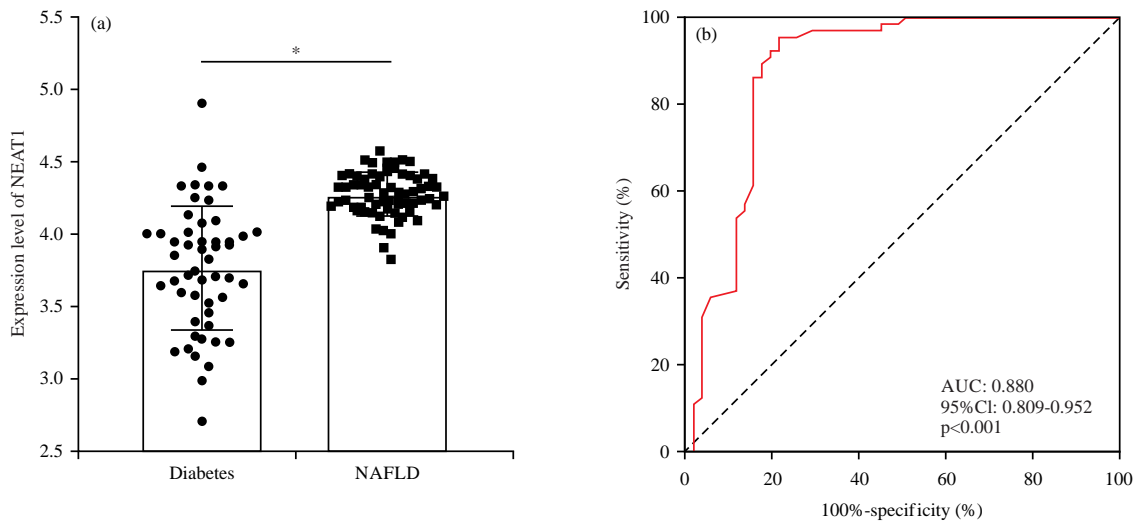 (a)
*
Expression level of NEAT1
5.5
5.0
4.5
4.0
3.5
3.0
2.5
Diabetes
NAFLD
(b)
Sensitivity (%)
100
80
60
40
20
0
AUC: 0.880
95%Cl: 0.809-0.952
p<0.001
0 20 40 60 80 100
100%-specificity (%)